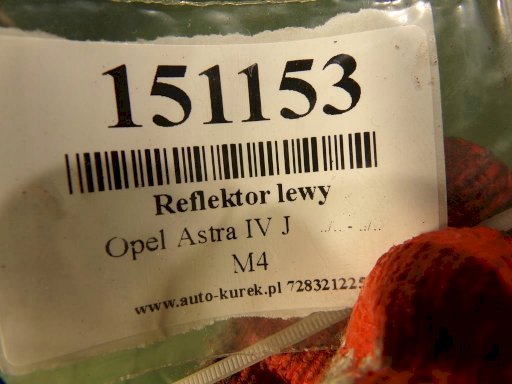 151153
Reflektor lewy
Opel Astra IV J ../.. - ../..
M4
www.auto-kurek.pl 728321225